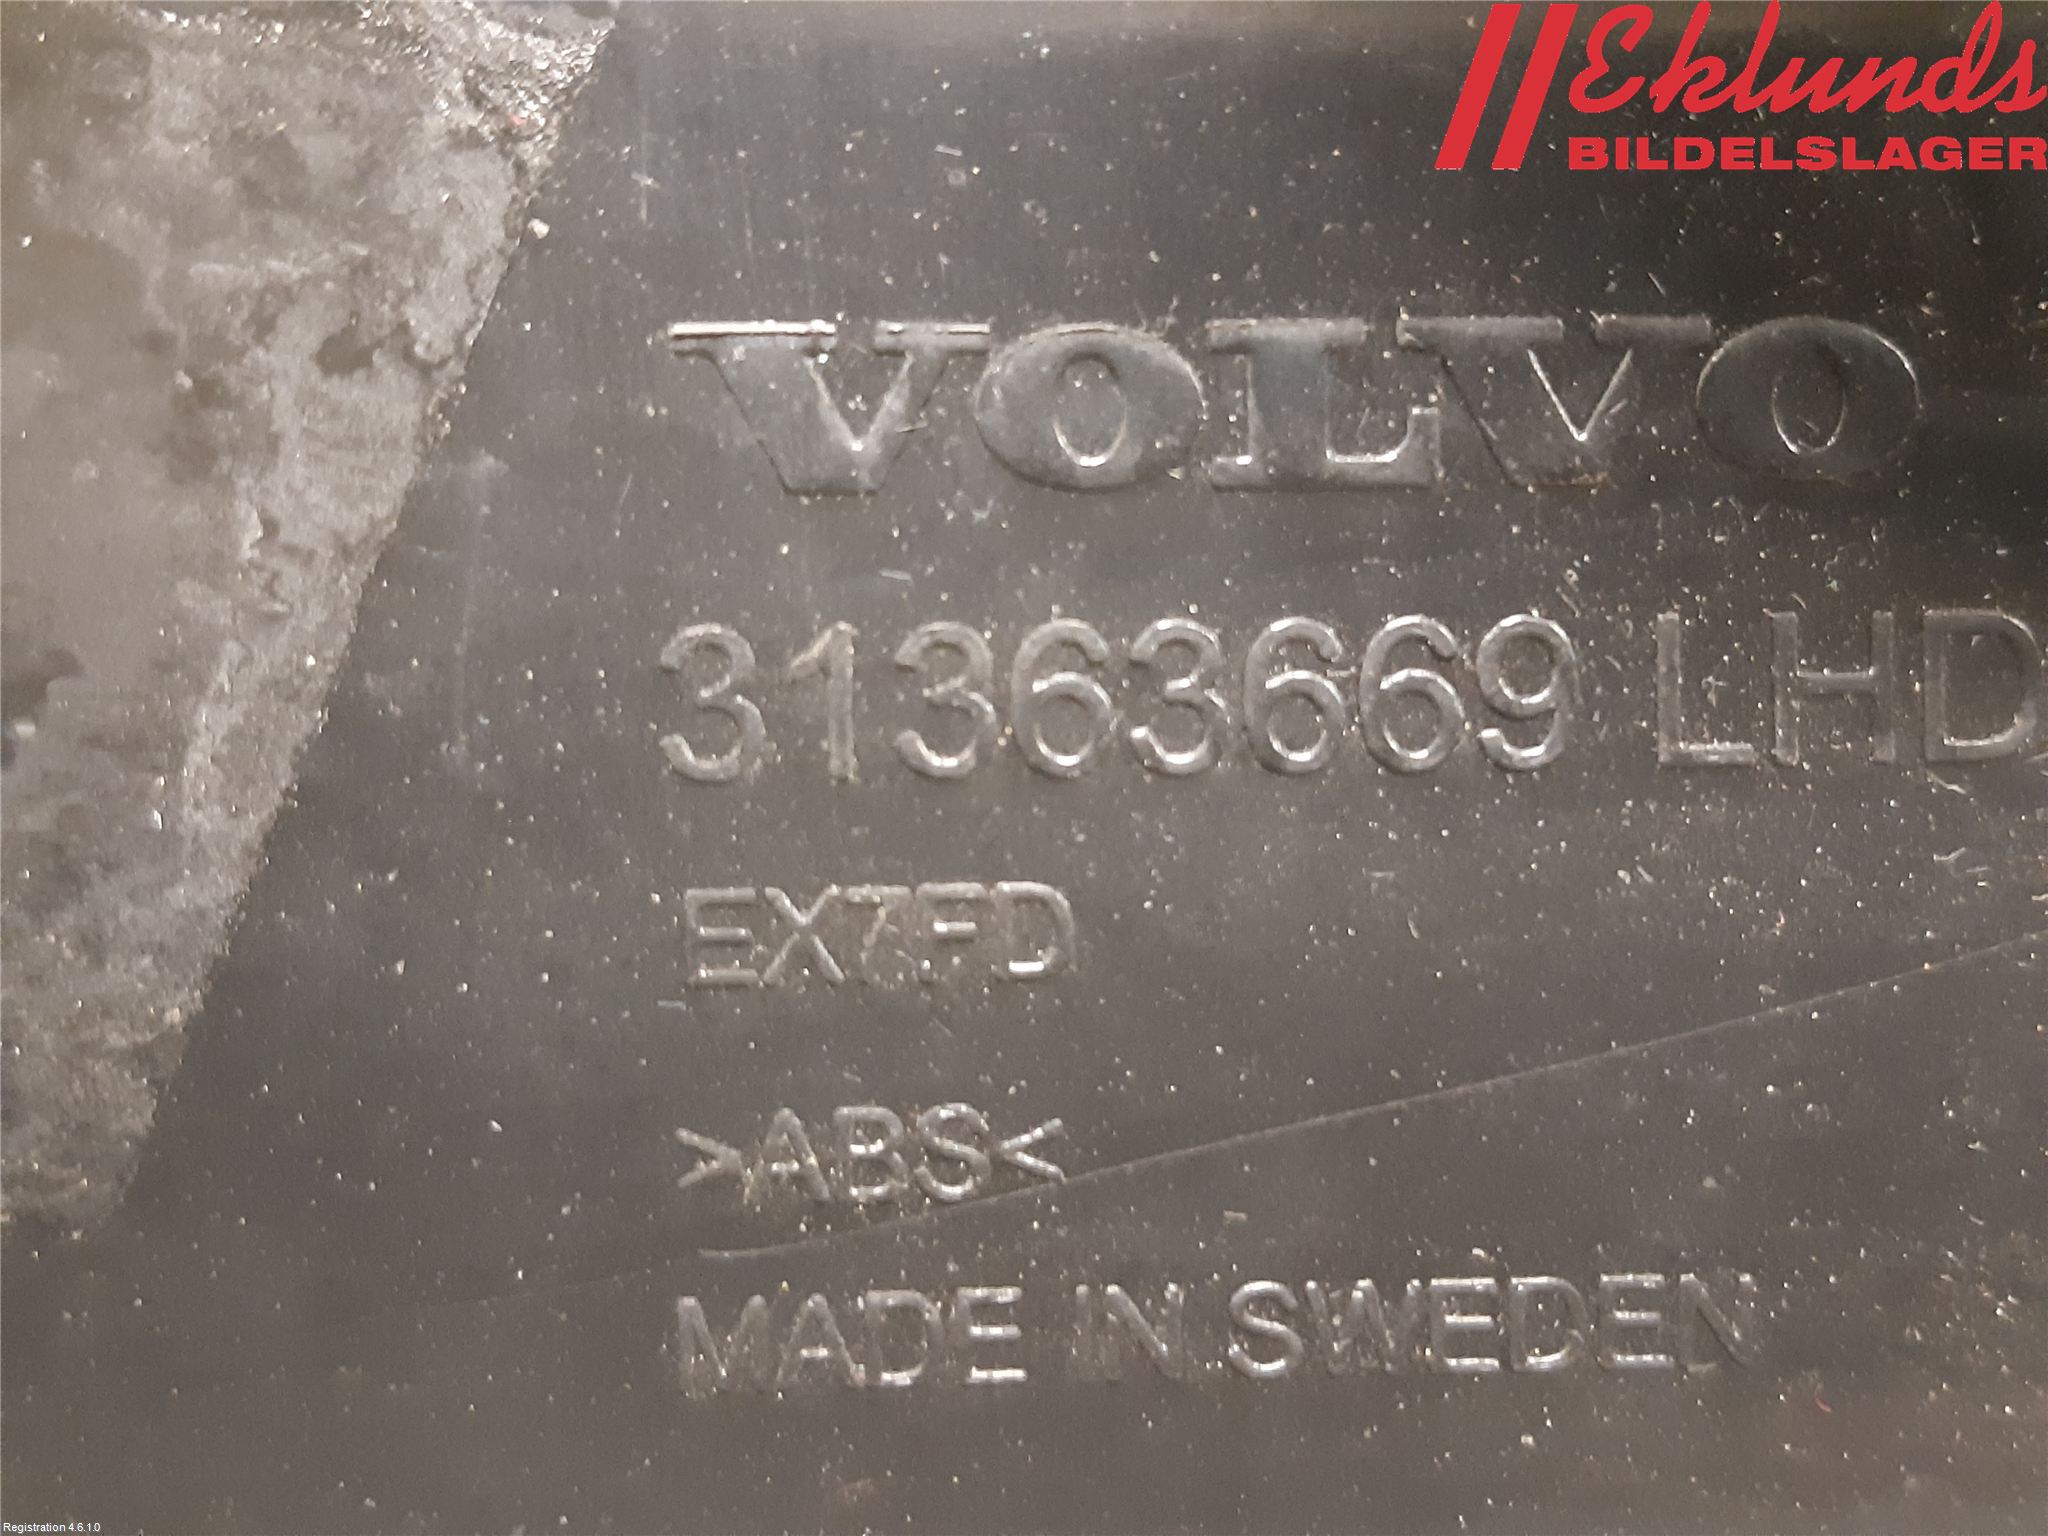 Eklunds
BILDELSLAGER
VOLVO
31363669 LHD
EX7FD
>ABS<
MADE IN SWEDEN
Registration 4.6.1.0